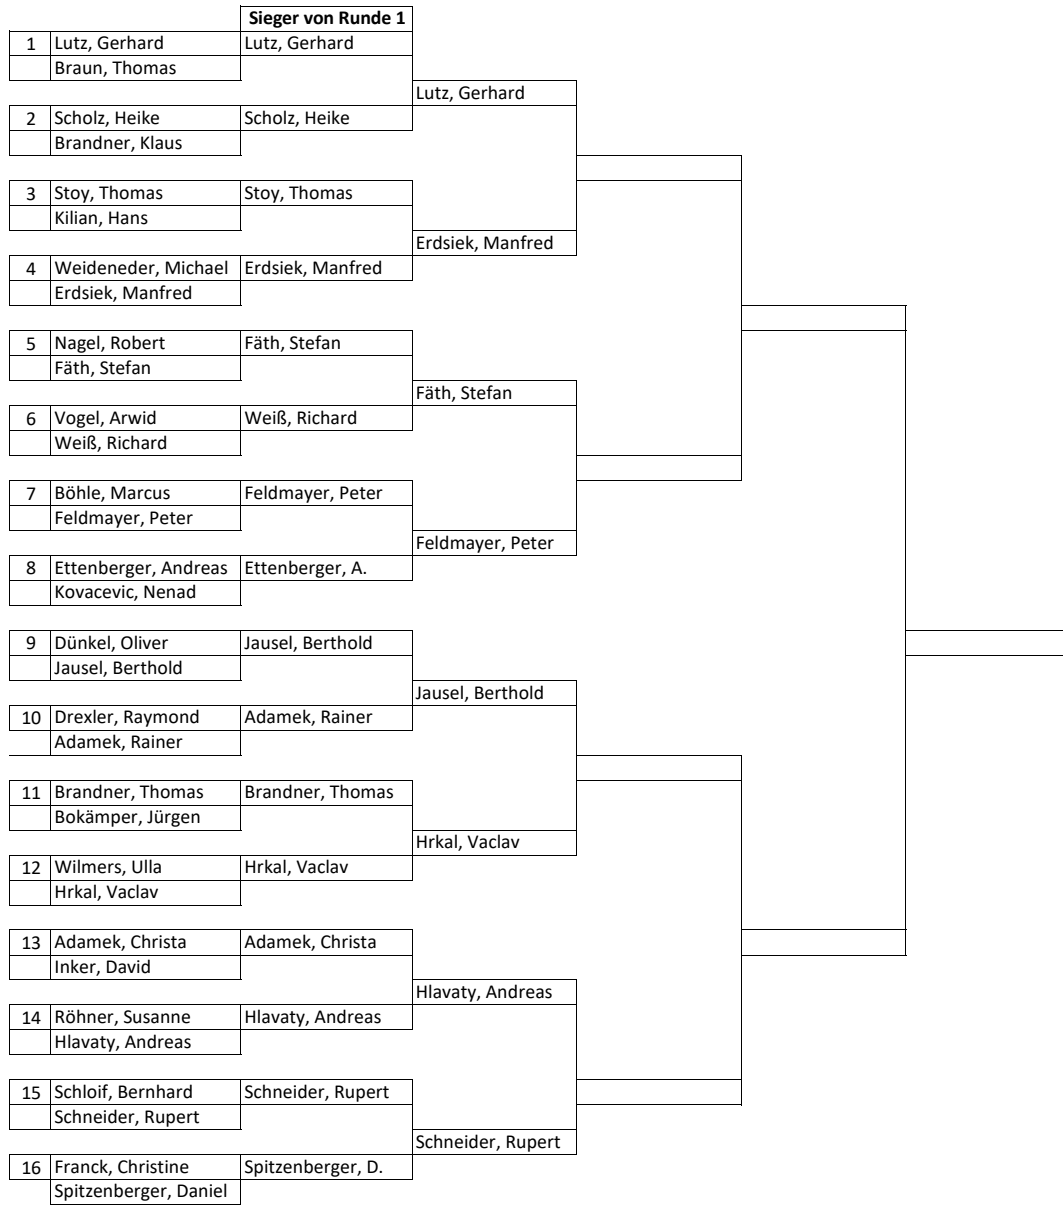 Sieger von Runde 1
1 Lutz, Gerhard Lutz, Gerhard
Braun, Thomas
Lutz, Gerhard
2 Scholz, Heike Scholz, Heike
Brandner, Klaus
3 Stoy, Thomas Stoy, Thomas
Kilian, Hans
Erdsiek, Manfred
4 Weideneder, Michael Erdsiek, Manfred
Erdsiek, Manfred
5 Nagel, Robert Fäth, Stefan
Fäth, Stefan
Fäth, Stefan
6 Vogel, Arwid Weiß, Richard
Weiß, Richard
7 Böhle, Marcus Feldmayer, Peter
Feldmayer, Peter
Feldmayer, Peter
8 Ettenberger, Andreas Ettenberger, A.
Kovacevic, Nenad
9 Dünkel, Oliver Jausel, Berthold
Jausel, Berthold
Jausel, Berthold
10 Drexler, Raymond Adamek, Rainer
Adamek, Rainer
11 Brandner, Thomas Brandner, Thomas
Bokämper, Jürgen
Hrkal, Vaclav
12 Wilmers, Ulla Hrkal, Vaclav
Hrkal, Vaclav
13 Adamek, Christa Adamek, Christa
Inker, David
Hlavaty, Andreas
14 Röhner, Susanne Hlavaty, Andreas
Hlavaty, Andreas
15 Schloif, Bernhard Schneider, Rupert
Schneider, Rupert
Schneider, Rupert
16 Franck, Christine Spitzenberger, D.
Spitzenberger, Daniel